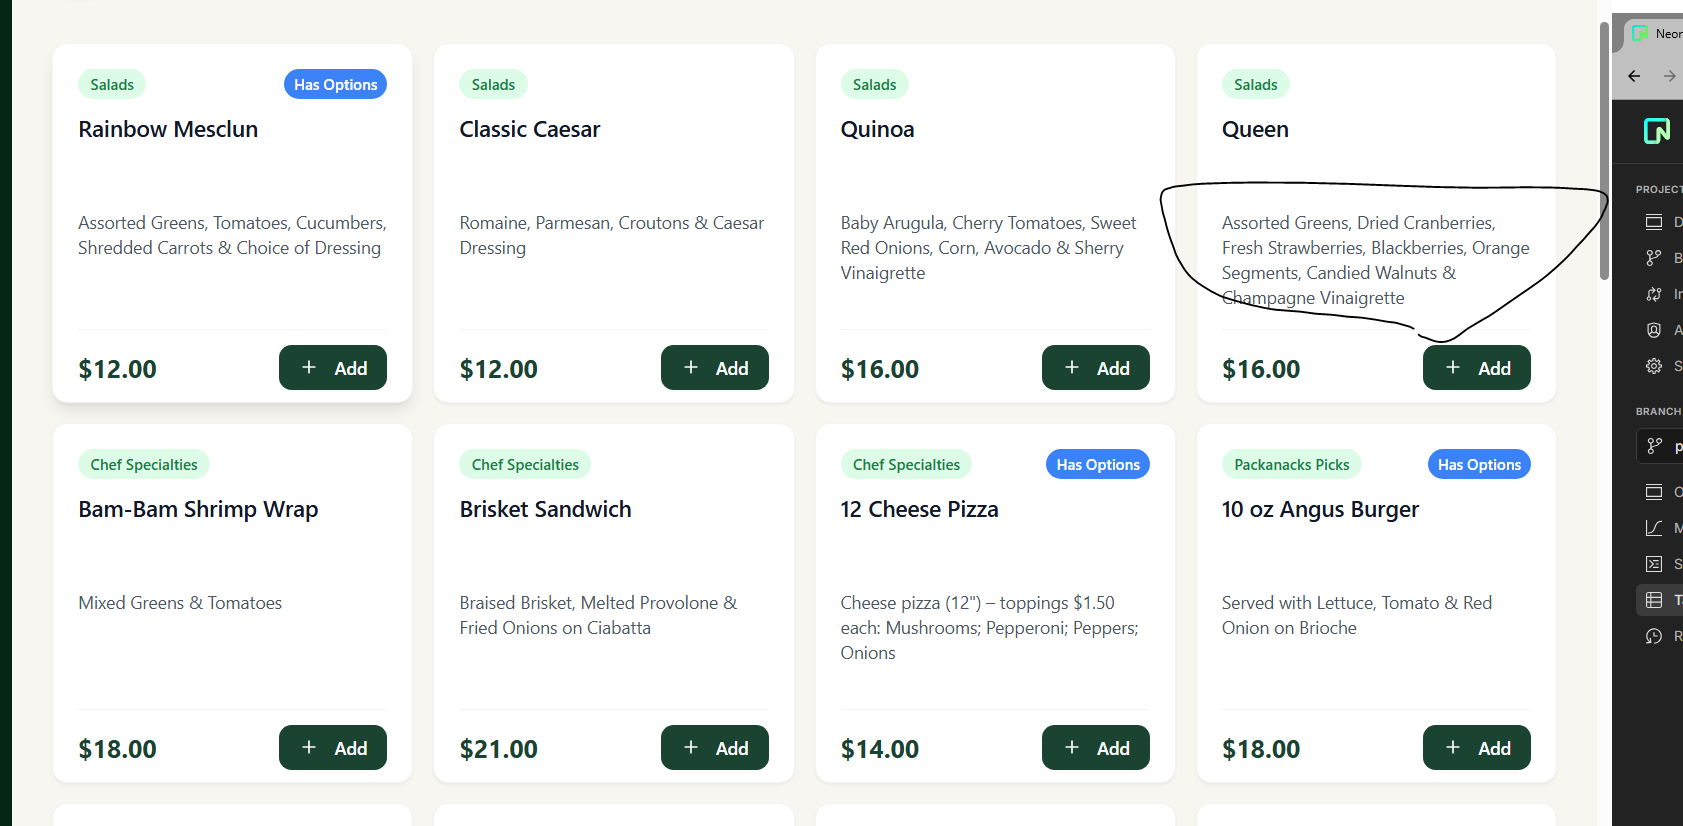 Neon
Salads
Has Options
Rainbow Mesclun
Assorted Greens, Tomatoes, Cucumbers,
Shredded Carrots & Choice of Dressing
$12.00
+ Add
Salads
Classic Caesar
Romaine, Parmesan, Croutons & Caesar
Dressing
$12.00
+ Add
Salads
Quinoa
Baby Arugula, Cherry Tomatoes, Sweet
Red Onions, Corn, Avocado & Sherry
Vinaigrette
$16.00
+ Add
Salads
Queen
Assorted Greens, Dried Cranberries,
Fresh Strawberries, Blackberries, Orange
Segments, Candied Walnuts &
Champagne Vinaigrette
$16.00
+ Add
Chef Specialties
Bam-Bam Shrimp Wrap
Mixed Greens & Tomatoes
$18.00
+ Add
Chef Specialties
Brisket Sandwich
Braised Brisket, Melted Provolone &
Fried Onions on Ciabatta
$21.00
+ Add
Chef Specialties
Has Options
12 Cheese Pizza
Cheese pizza (12") – toppings $1.50
each: Mushrooms; Pepperoni; Peppers;
Onions
$14.00
+ Add
Packanacks Picks
Has Options
10 oz Angus Burger
Served with Lettuce, Tomato & Red
Onion on Brioche
$18.00
+ Add
PROJECT
BRANCH